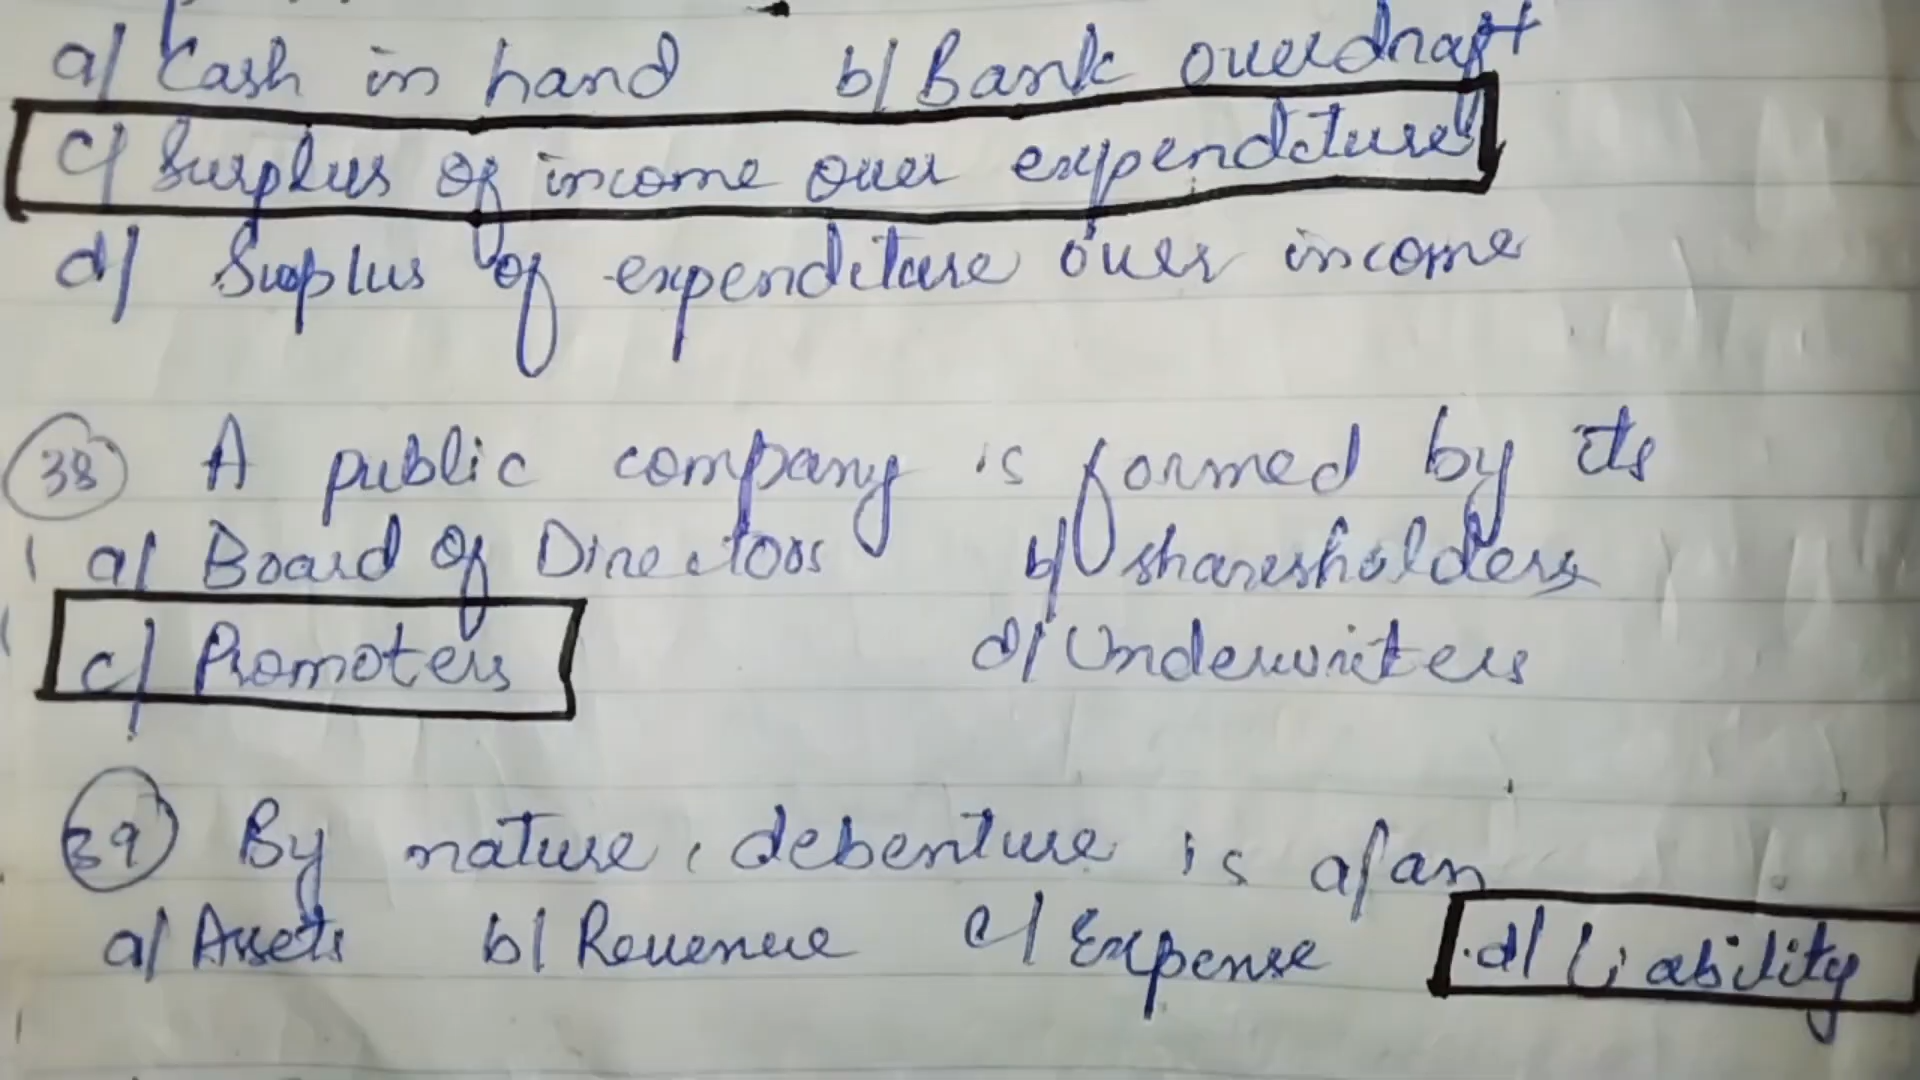 a) Cash in hand b) Bank overdraft
c) Surplus of income over expenditure
d) Surplus of expenditure over income
38 A public company is formed by its
a) Board of Directors b) sharesholders
c) Promoters d) Underwriters
39 By nature, debenture is a/an
a) Assets b) Revenue c) Expense d) Liability